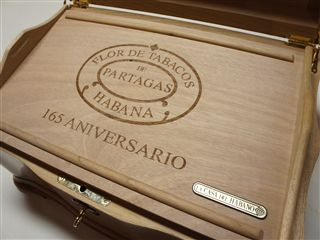 FLOR DE TABACOS
DE
PARTAGAS
HABANA
165 ANIVERSARIO
LA CASA DEL HABANO